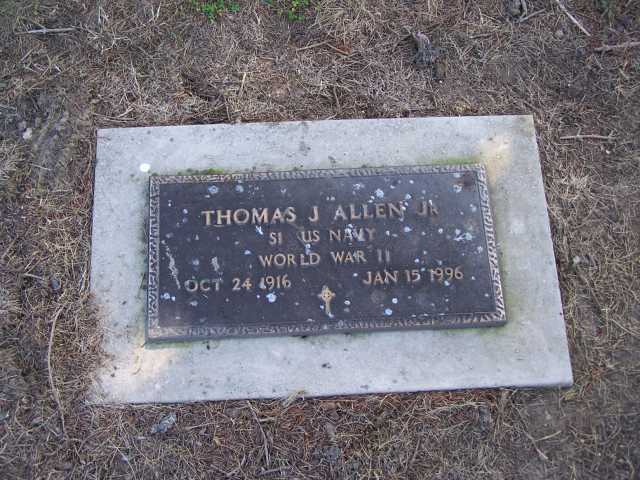 THOMAS J ALLEN JR
S1 US NAVY
WORLD WAR II
OCT 24 1916 JAN 15 1996